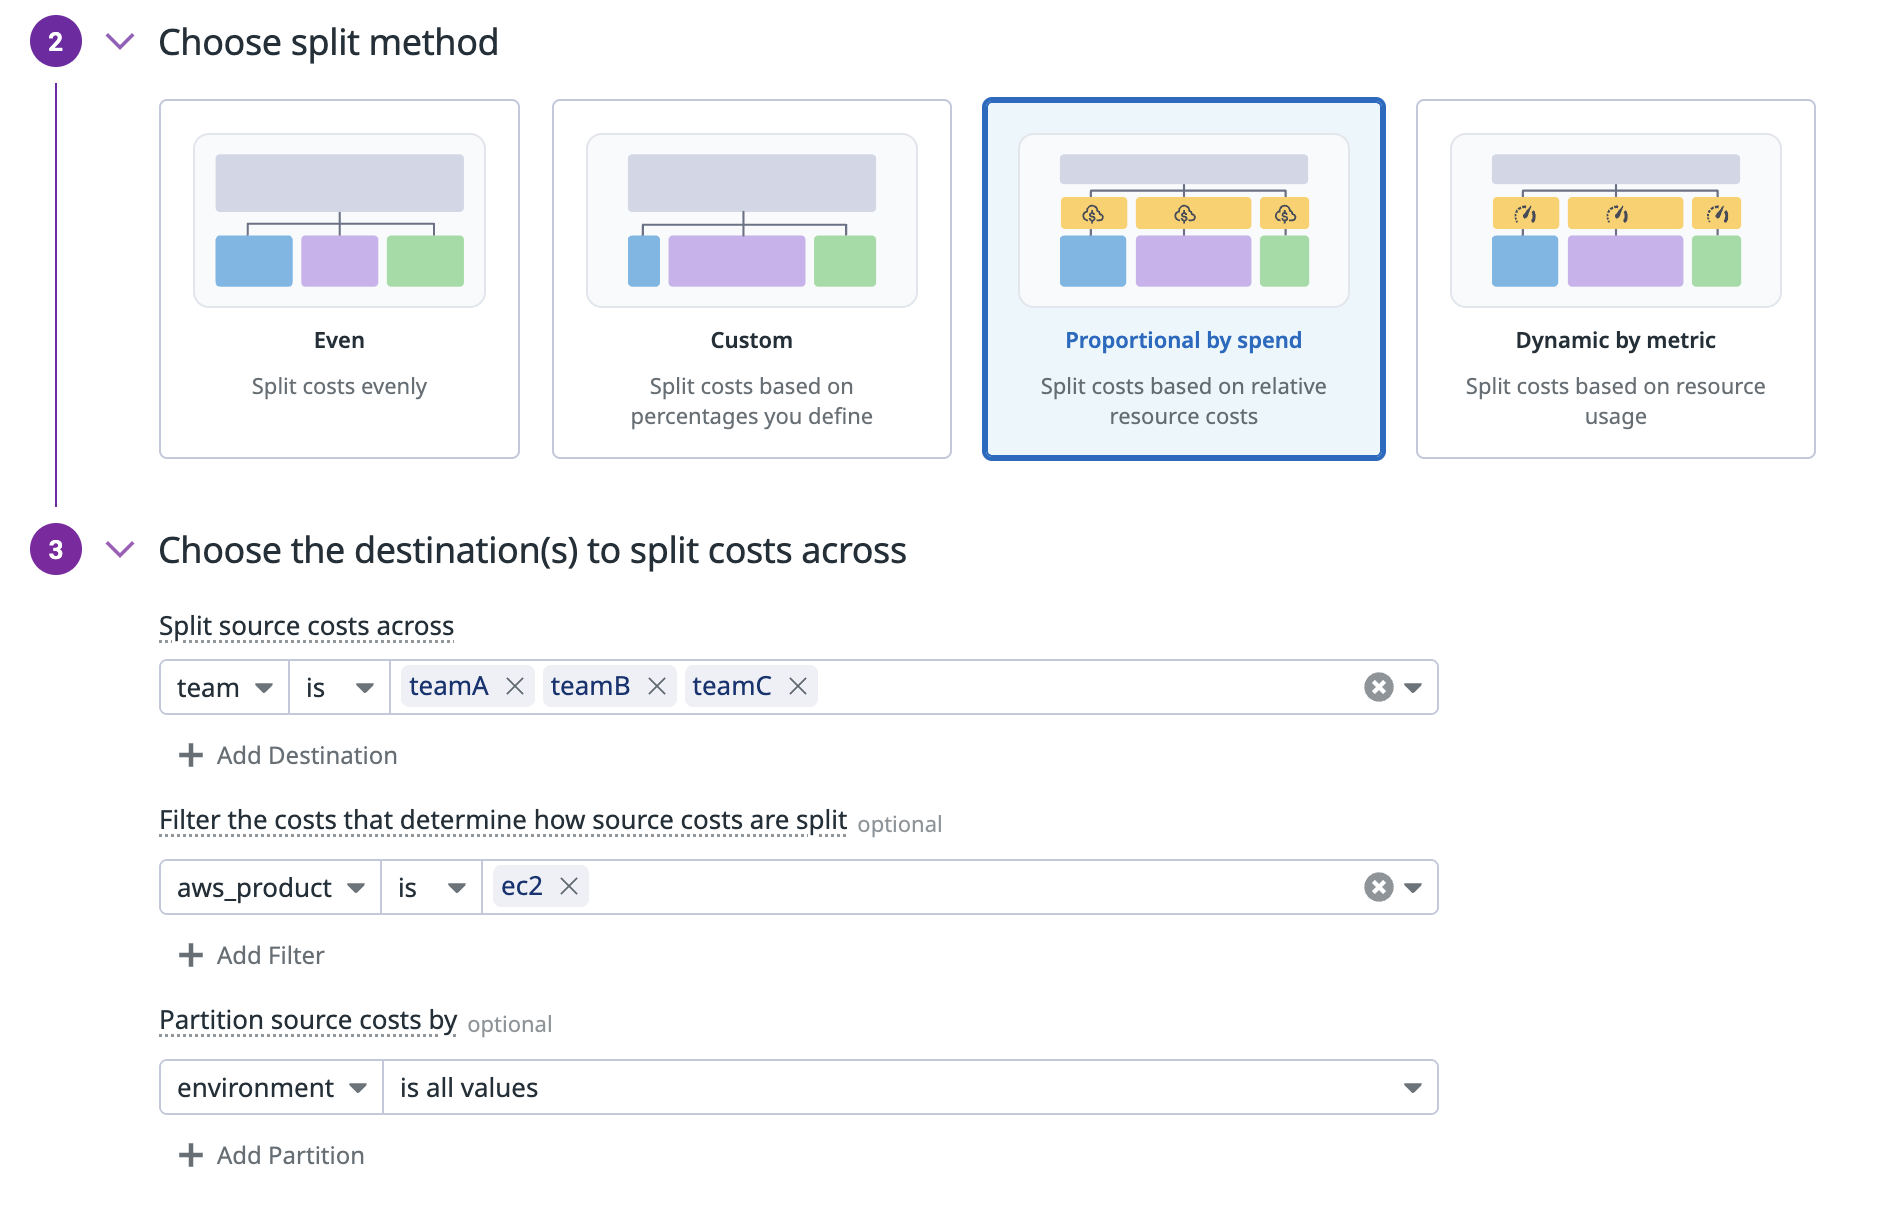 2
Choose split method
Even
Split costs evenly
Custom
Split costs based on
percentages you define
Proportional by spend
Split costs based on relative
resource costs
Dynamic by metric
Split costs based on resource
usage
3
Choose the destination(s) to split costs across
Split source costs across
team is teamA teamB teamC
Add Destination
Filter the costs that determine how source costs are split optional
aws_product is ec2
Add Filter
Partition source costs by optional
environment is all values
Add Partition